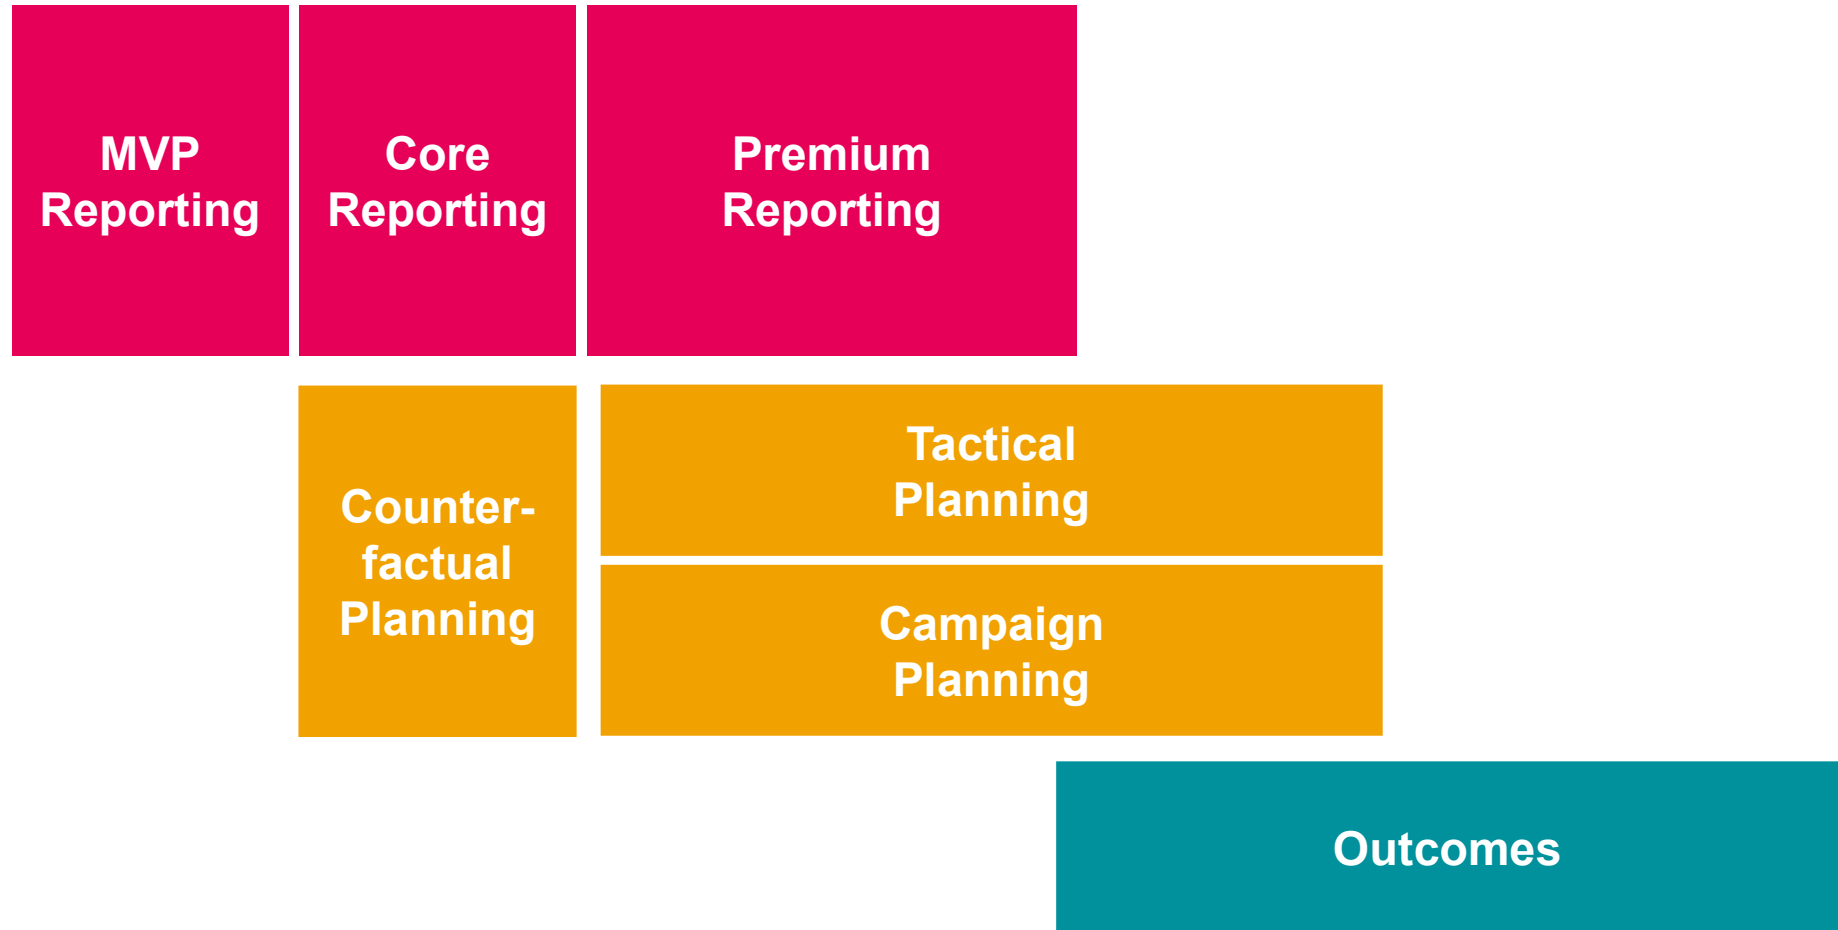 MVP
Reporting
Core
Reporting
Premium
Reporting
Counter-
factual
Planning
Tactical
Planning
Campaign
Planning
Outcomes